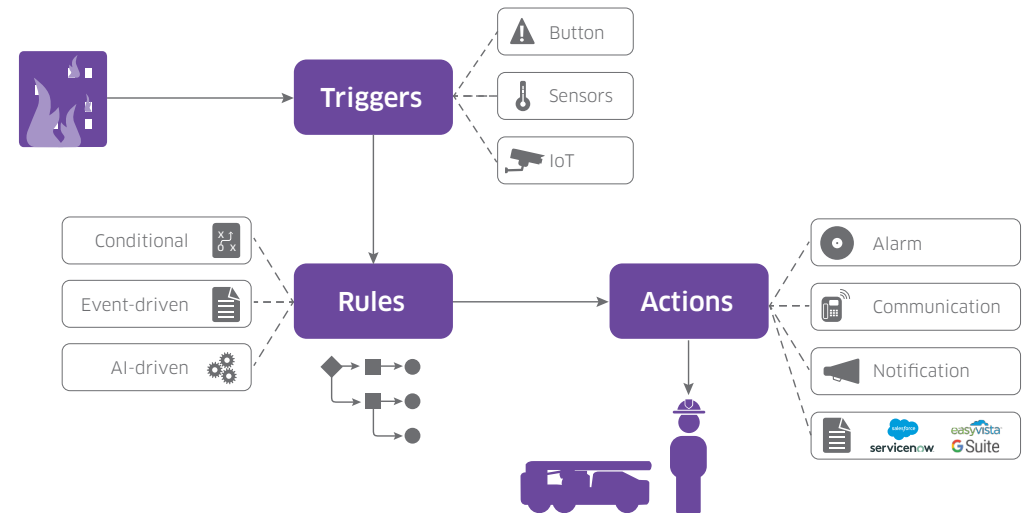 Button
Triggers
Sensors
IoT
Conditional
Event-driven
AI-driven
Rules
Actions
Alarm
Communication
Notification
salesforce
servicenow
easyvista
G Suite